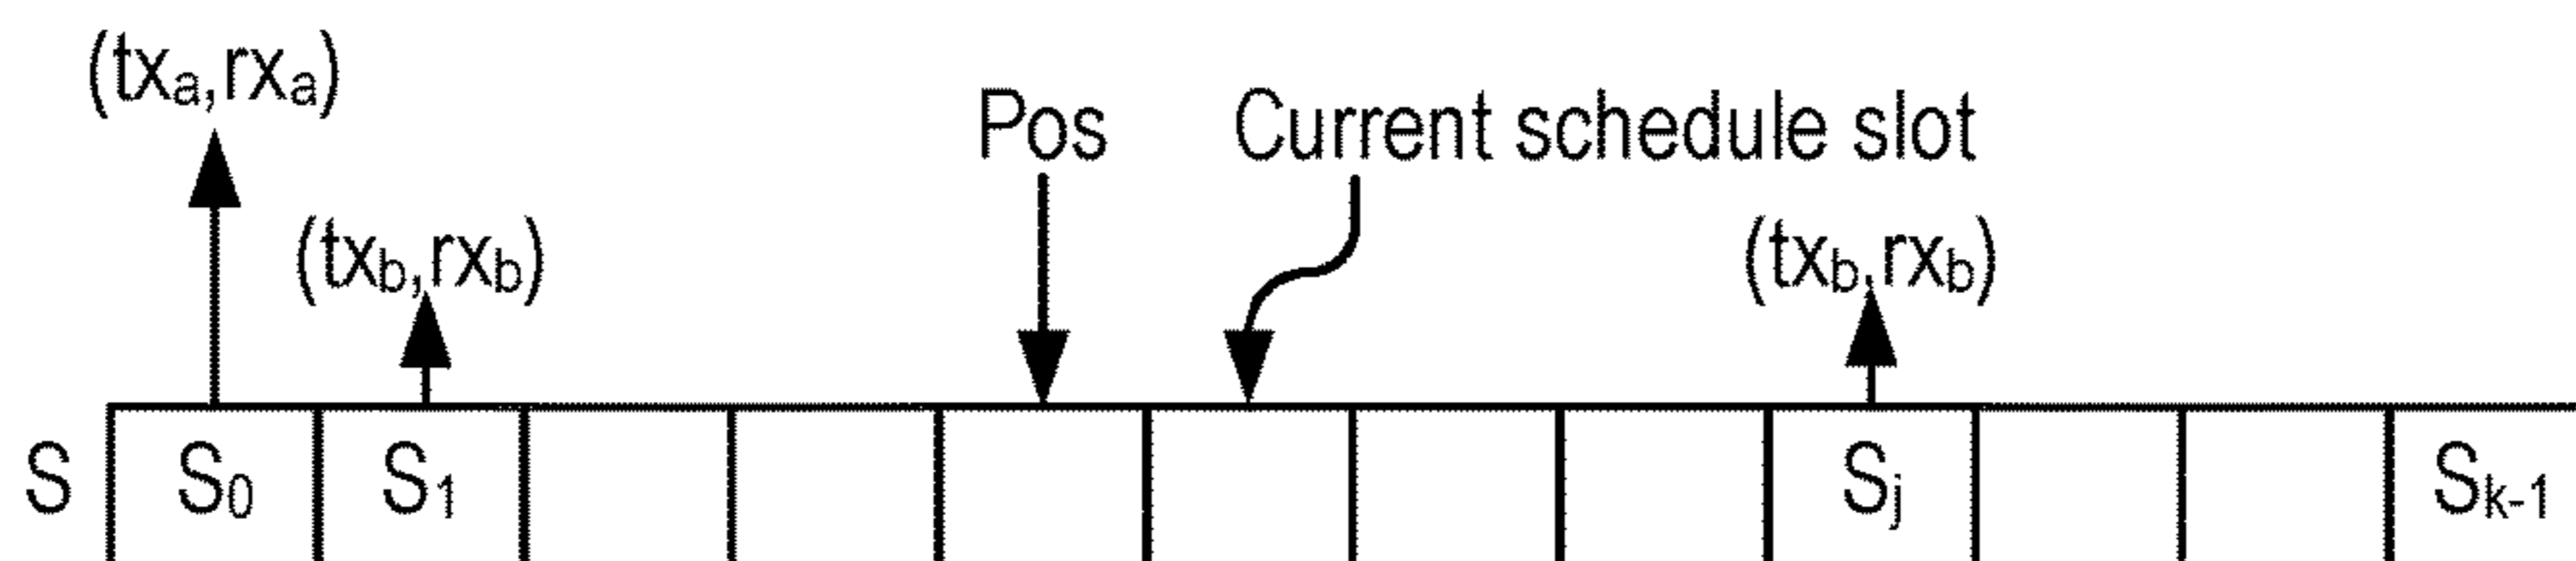 (txa,rxa)
Pos Current schedule slot
(txb,rxb) (txb,rxb)
S S0 S1 Sj Sk-1